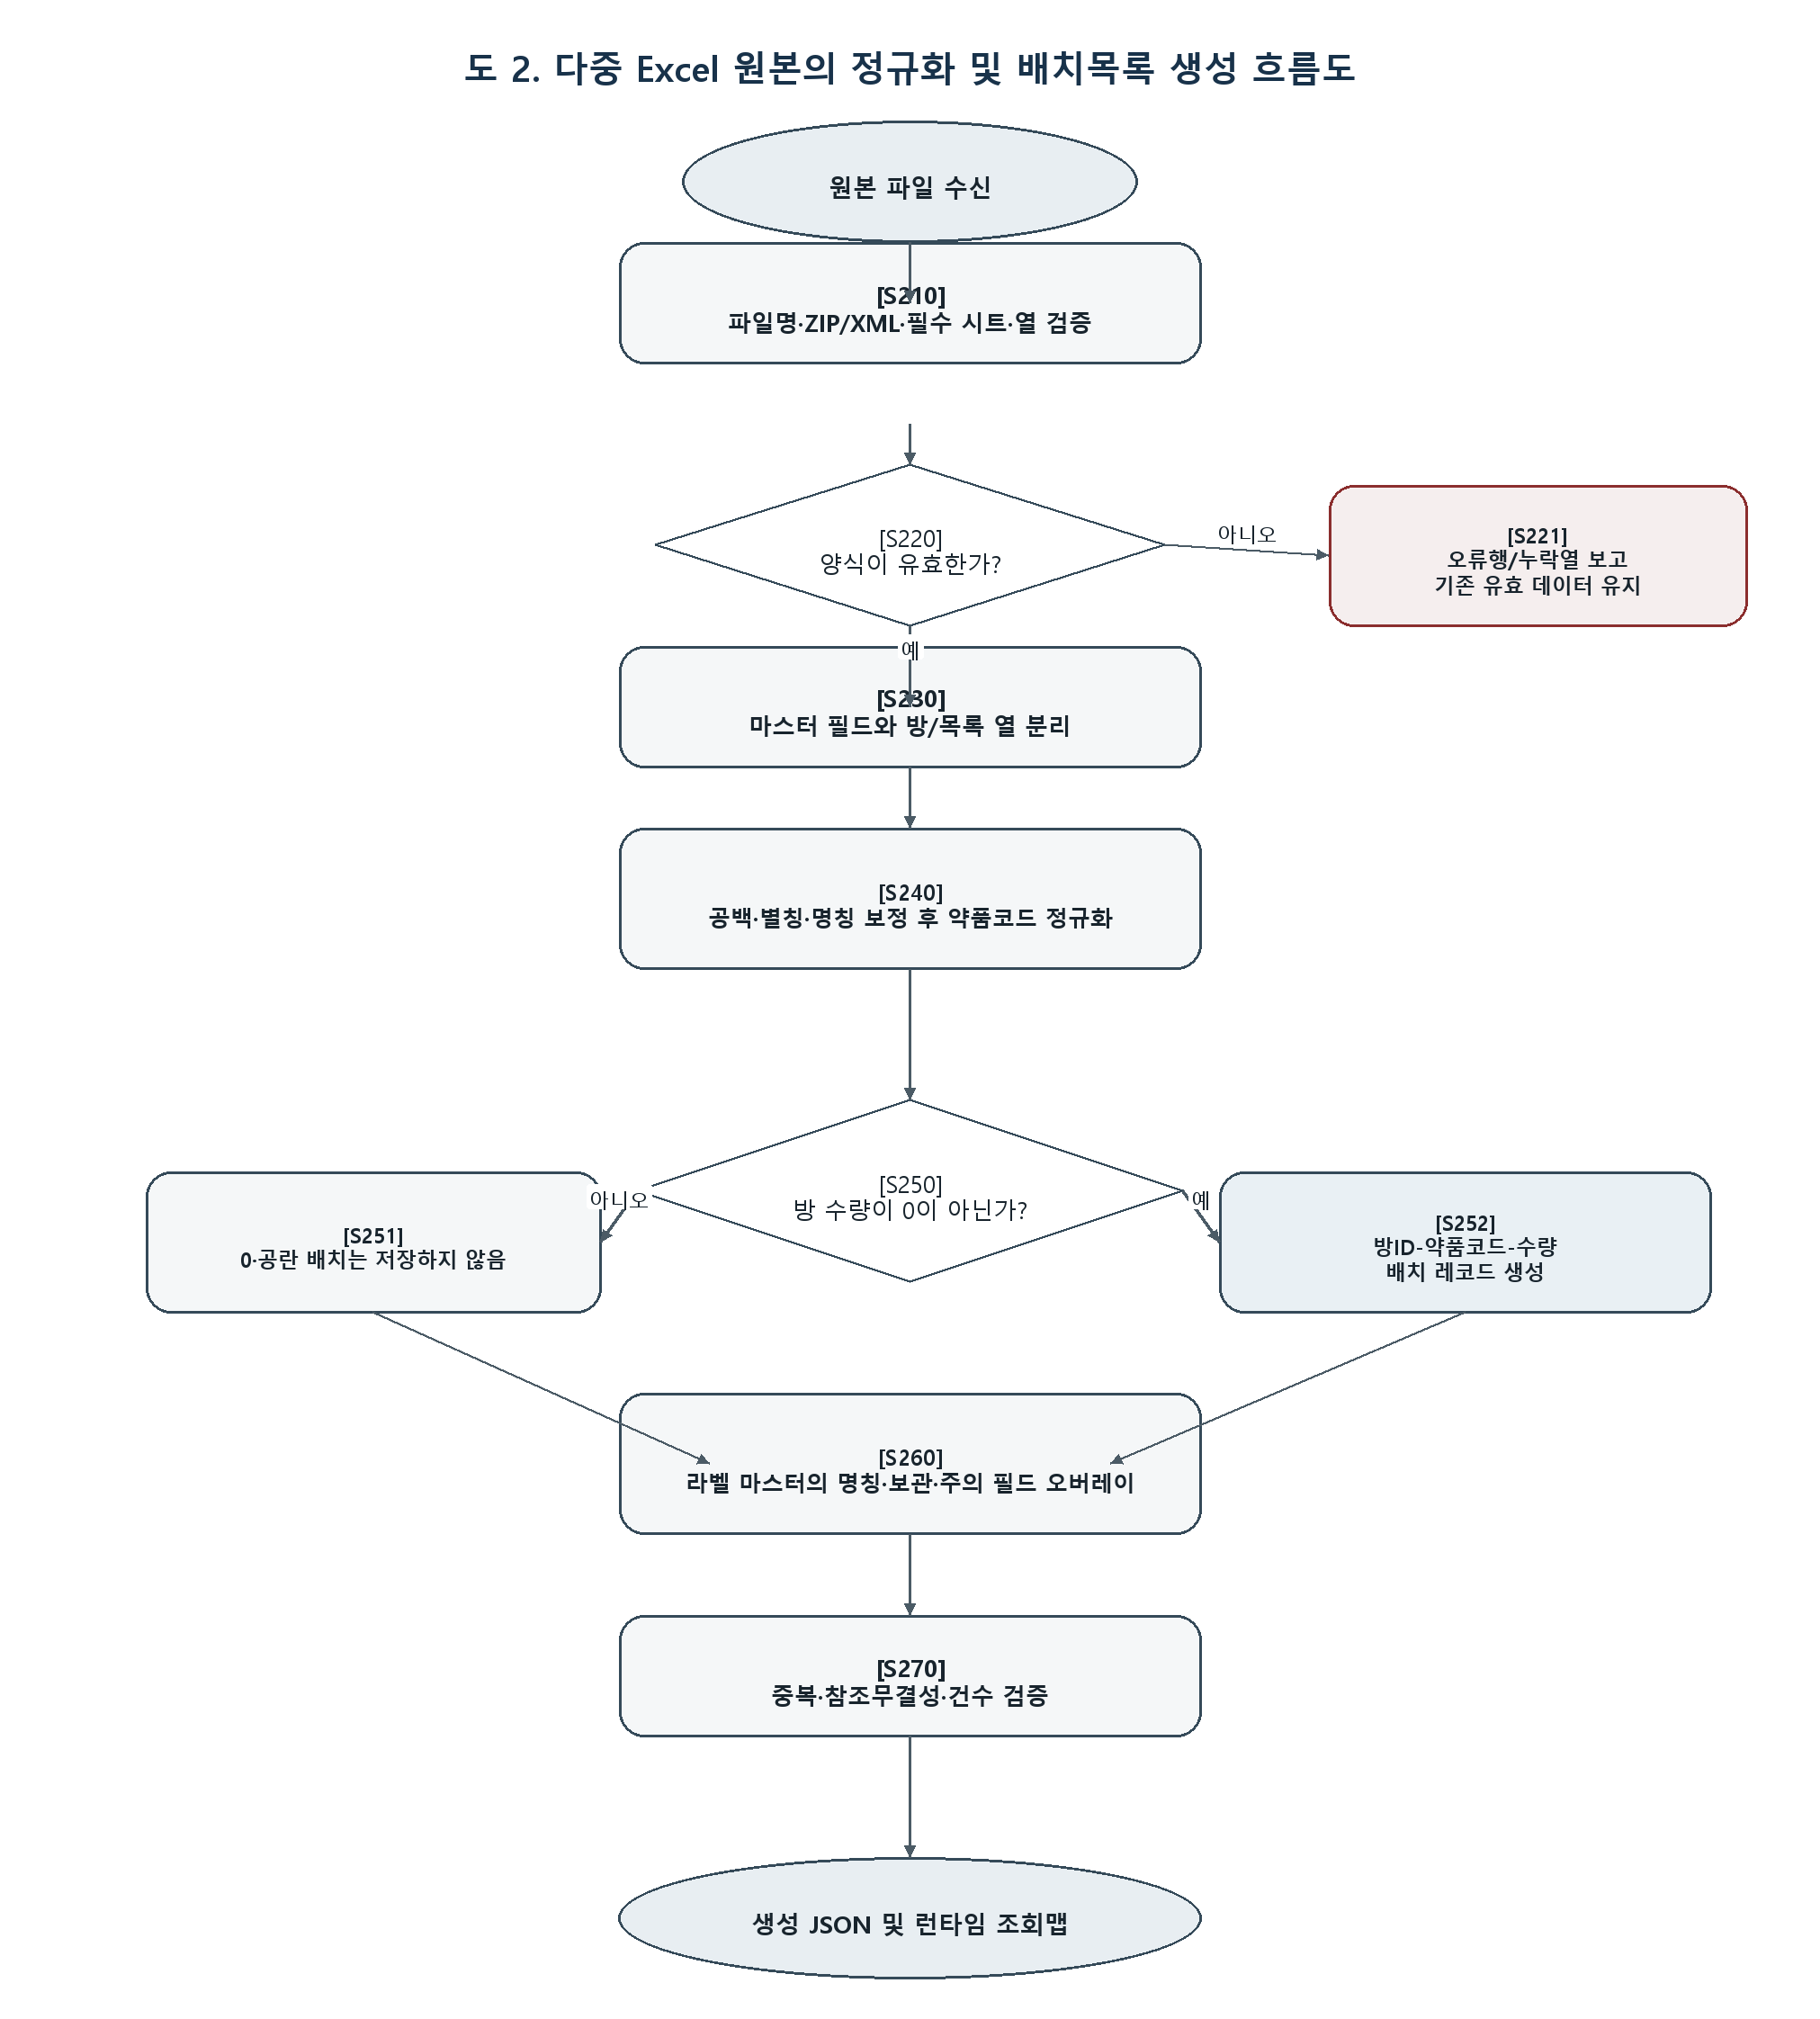 도 2. 다중 Excel 원본의 정규화 및 배치목록 생성 흐름도
원본 파일 수신
[S210]
파일명·ZIP/XML·필수 시트·열 검증
[S220]
양식이 유효한가?
아니오
[S221]
오류행/누락열 보고
기존 유효 데이터 유지
예
[S230]
마스터 필드와 방/목록 열 분리
[S240]
공백·별칭·명칭 보정 후 약품코드 정규화
[S250]
방 수량이 0이 아닌가?
아니오
예
[S251]
0·공란 배치는 저장하지 않음
[S252]
방ID-약품코드-수량
배치 레코드 생성
[S260]
라벨 마스터의 명칭·보관·주의 필드 오버레이
[S270]
중복·참조무결성·건수 검증
생성 JSON 및 런타임 조회맵